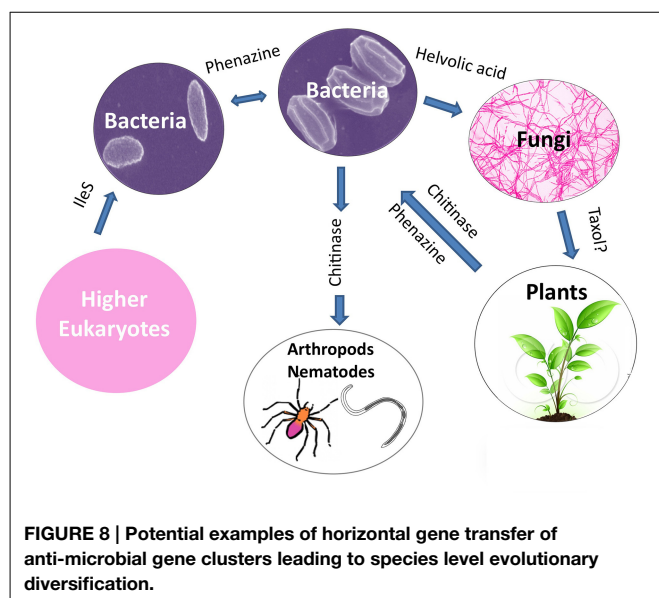 Phenazine
Helvolic acid
Bacteria
Bacteria
Fungi
IleS
Chitinase
Chitinase
Phenazine
Taxol?
Higher
Eukaryotes
Plants
Arthropods
Nematodes
FIGURE 8 | Potential examples of horizontal gene transfer of
anti-microbial gene clusters leading to species level evolutionary
diversification.